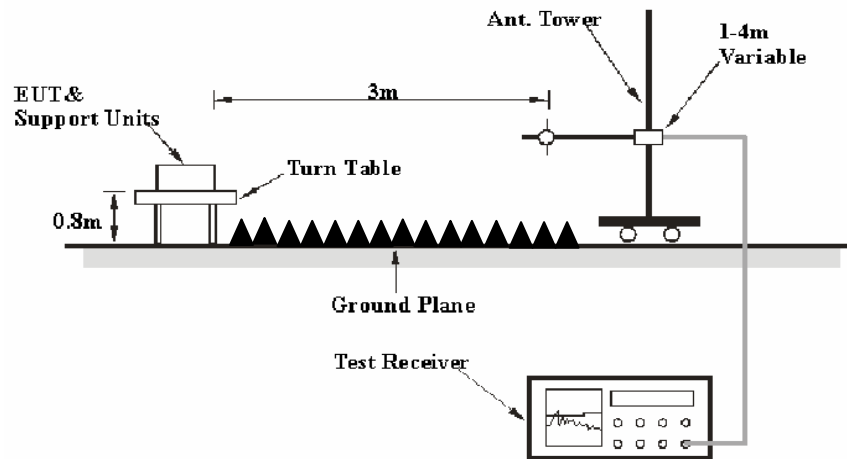 Ant. Tower
1-4m
Variable
3m
EUT&
Support Units
Turn Table
0.8m
Ground Plane
Test Receiver